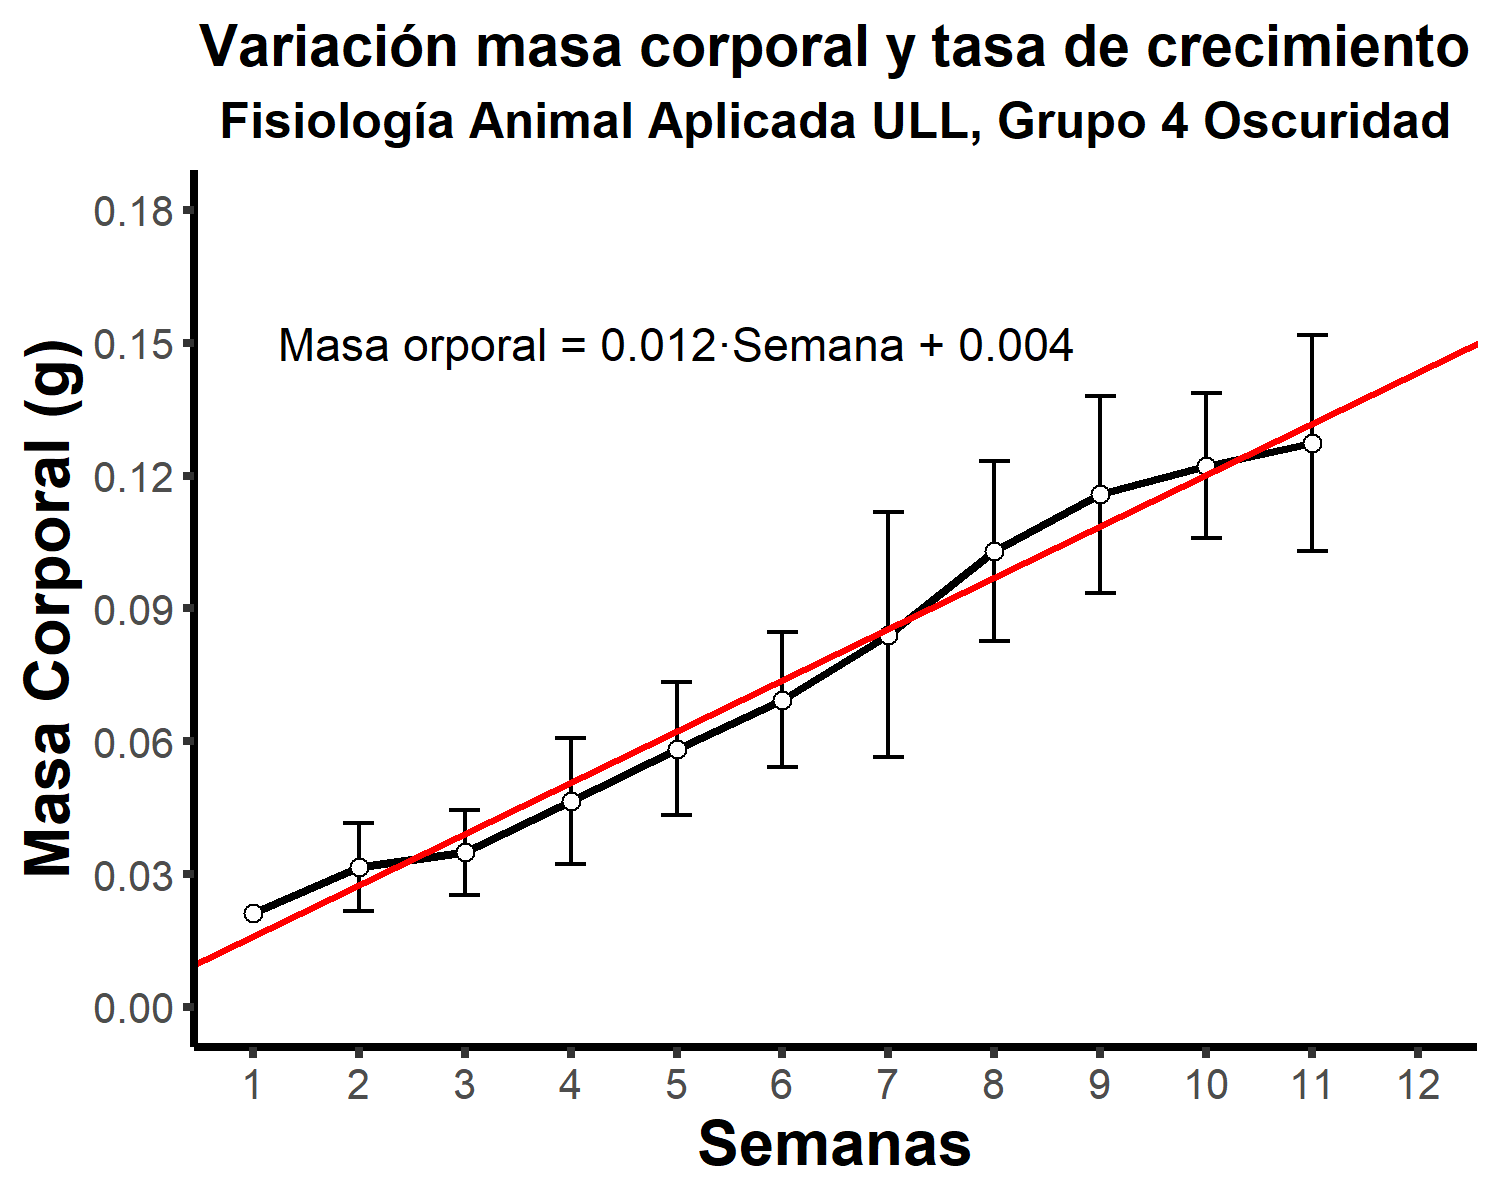 Variación masa corporal y tasa de crecimiento
Fisiología Animal Aplicada ULL, Grupo 4 Oscuridad
Masa Corporal (g)
0.18
0.15
0.12
0.09
0.06
0.03
0.00
Masa orporal = 0.012·Semana + 0.004
1 2 3 4 5 6 7 8 9 10 11 12
Semanas